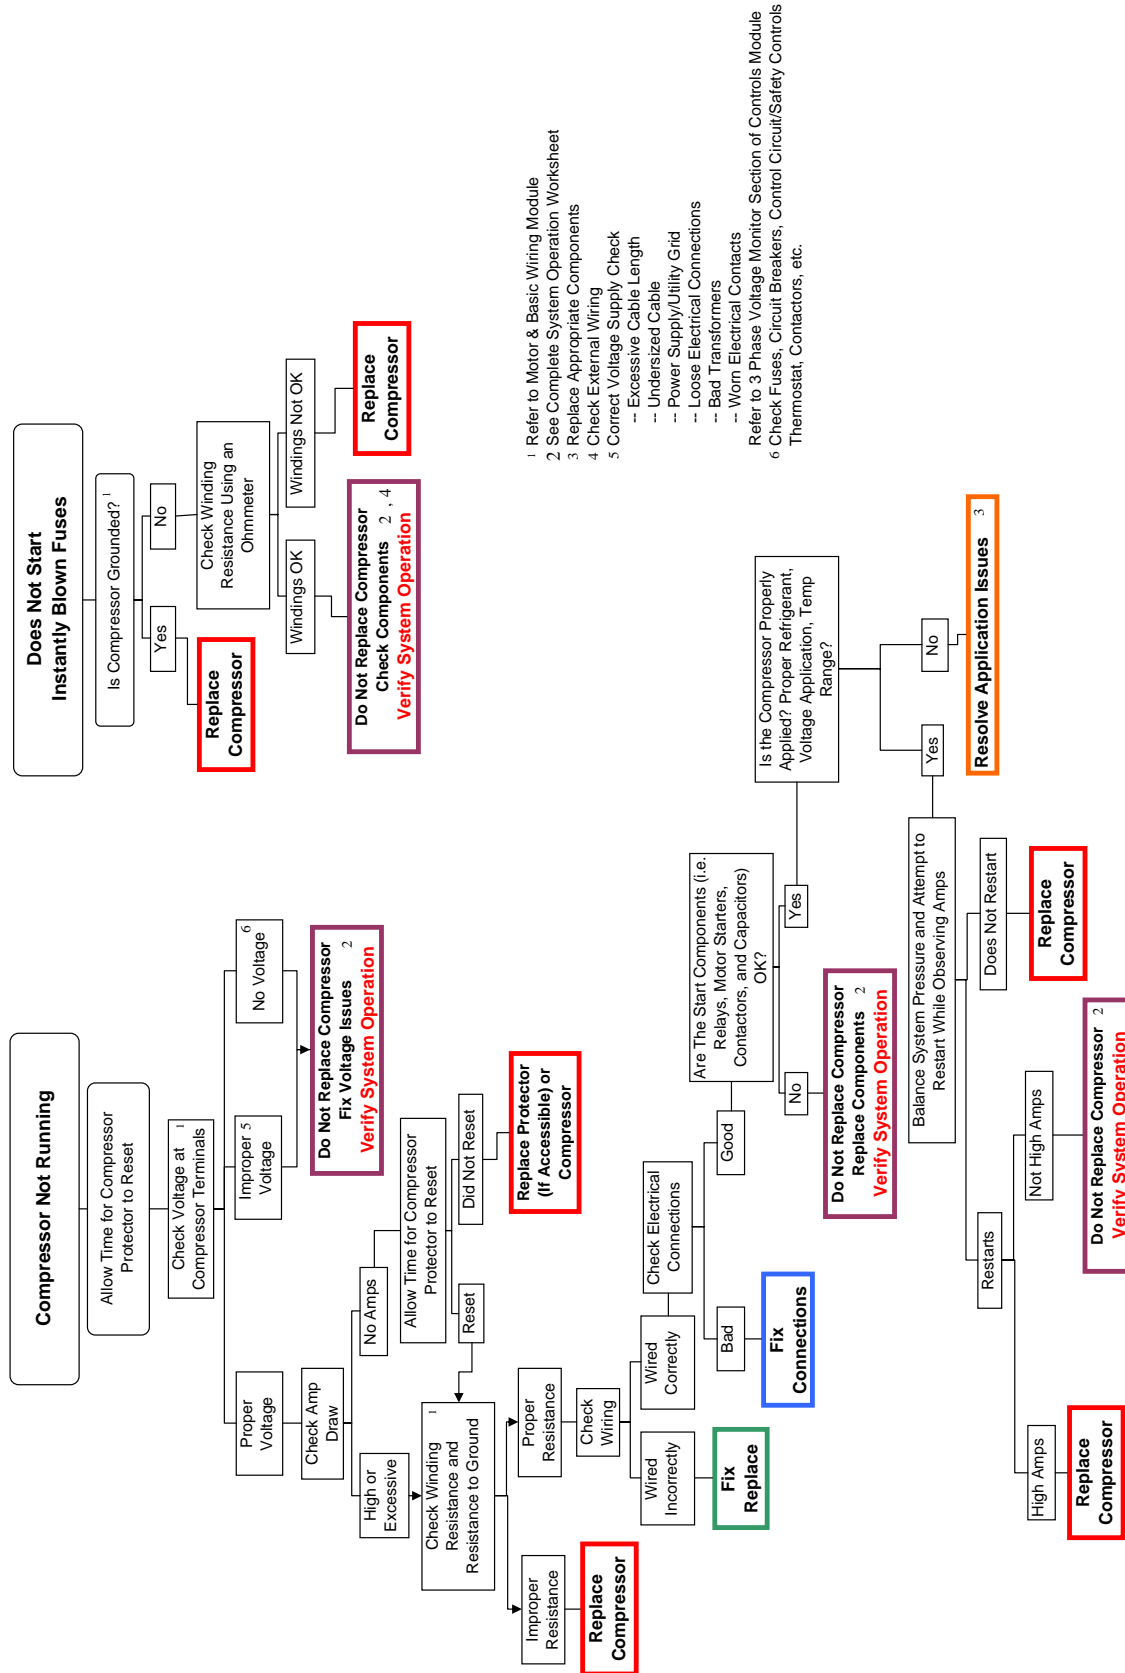 Compressor Not Running
Allow Time for Compressor
Protector to Reset
Check Voltage at 1
Compressor Terminals
Proper
Voltage
Improper 5
Voltage
No Voltage 6
Do Not Replace Compressor
Fix Voltage Issues 2
Verify System Operation
Check Amp
Draw
High or
Excessive
No Amps
Allow Time for Compressor
Protector to Reset
Reset
Did Not Reset
Replace Protector
(If Accessible) or
Compressor
Check Winding 1
Resistance and
Resistance to Ground
Improper
Resistance
Replace
Compressor
Proper
Resistance
Check
Wiring
Wired
Incorrectly
Fix
Replace
Wired
Correctly
Check Electrical
Connections
Bad
Fix
Connections
Good
Are The Start Components (i.e.
Relays, Motor Starters,
Contactors, and Capacitors)
OK?
No
Do Not Replace Compressor
Replace Components 2
Verify System Operation
Yes
Is the Compressor Properly
Applied? Proper Refrigerant,
Voltage Application, Temp
Range?
Yes
No
Resolve Application Issues 3
Balance System Pressure and Attempt to
Restart While Observing Amps
Restarts
Does Not Restart
Replace
Compressor
High Amps
Replace
Compressor
Not High Amps
Do Not Replace Compressor 2
Verify System Operation
Does Not Start
Instantly Blown Fuses
Is Compressor Grounded? 1
Yes
Replace
Compressor
No
Check Winding
Resistance Using an
Ohmmeter
Windings OK
Do Not Replace Compressor
Check Components 2 , 4
Verify System Operation
Windings Not OK
Replace
Compressor
1 Refer to Motor & Basic Wiring Module
2 See Complete System Operation Worksheet
3 Replace Appropriate Components
4 Check External Wiring
5 Correct Voltage Supply Check
-- Excessive Cable Length
-- Undersized Cable
-- Power Supply/Utility Grid
-- Loose Electrical Connections
-- Bad Transformers
-- Worn Electrical Contacts
Refer to 3 Phase Voltage Monitor Section of Controls Module
6 Check Fuses, Circuit Breakers, Control Circuit/Safety Controls
Thermostat, Contactors, etc.